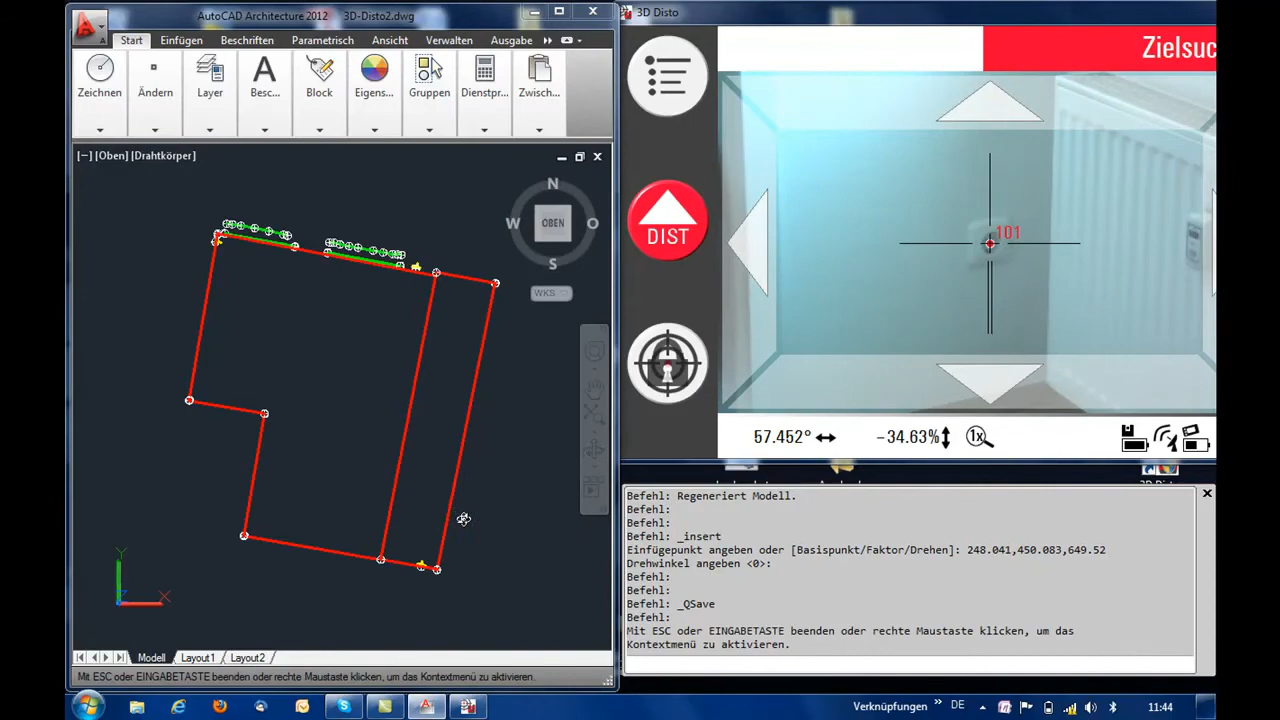 AutoCAD Architecture 2012 3D-Disto2.dwg
Start Einfügen Beschriften Parametrisch Ansicht Verwalten Ausgabe
Zeichnen Ändern Layer Besc... Block Eigens... Gruppen Dienstpr... Zwisch...
[−] [Oben] [Drahtkörper]
N
W OBEN O
S
WKS
Y
X
Z
Modell Layout1 Layout2
Mit ESC oder EINGABETASTE beenden oder rechte Maustaste klicken, um das Kontextmenü zu aktivieren.
3D Disto
Zielsuc
DIST
101
57.452° −34.63% 1x
Befehl: Regeneriert Modell.
Befehl:
Befehl:
Befehl: _insert
Einfügepunkt angeben oder [Basispunkt/Faktor/Drehen]: 248.041,450.083,649.52
Drehwinkel angeben <0>:
Befehl:
Befehl:
Befehl: _QSave
Befehl:
Mit ESC oder EINGABETASTE beenden oder rechte Maustaste klicken, um das
Kontextmenü zu aktivieren.
Verknüpfungen » DE 11:44